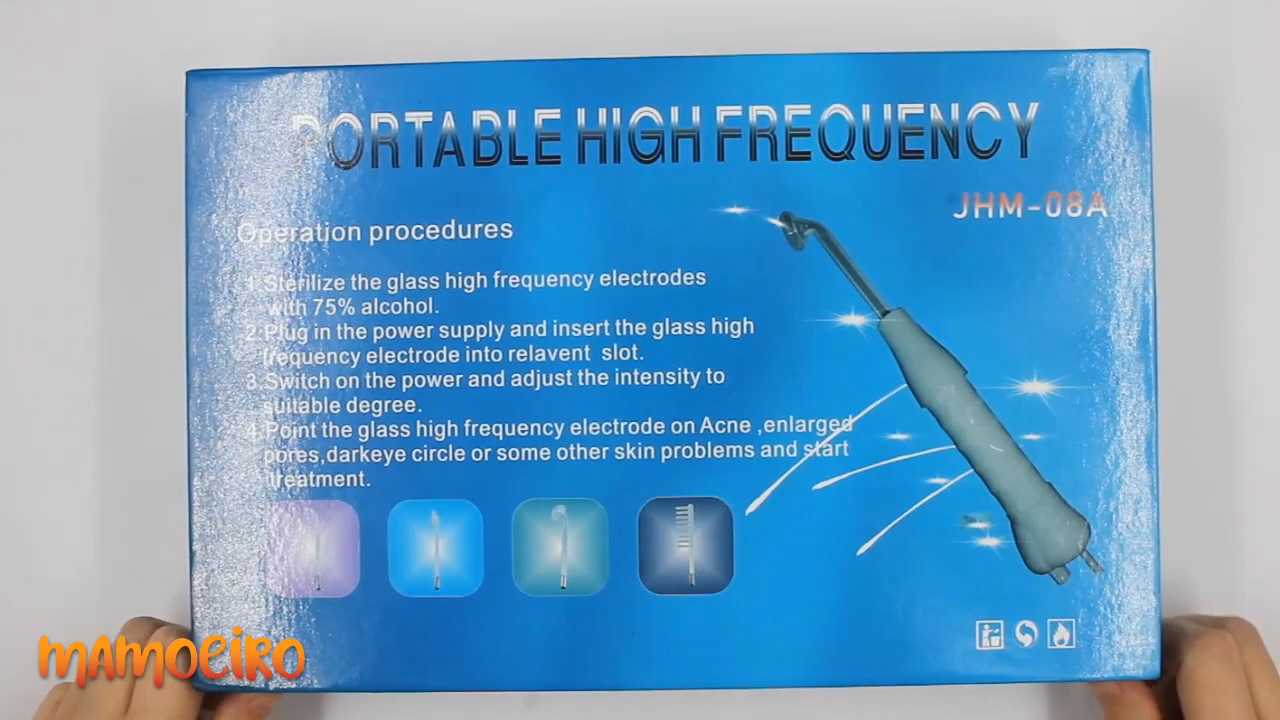 PORTABLE HIGH FREQUENCY
JHM-08A
Operation procedures
1.Sterilize the glass high frequency electrodes
with 75% alcohol.
2.Plug in the power supply and insert the glass high
frequency electrode into relavent slot.
3.Switch on the power and adjust the intensity to
suitable degree.
4.Point the glass high frequency electrode on Acne ,enlarged
pores,darkeye circle or some other skin problems and start
treatment.
MAMOEIRO